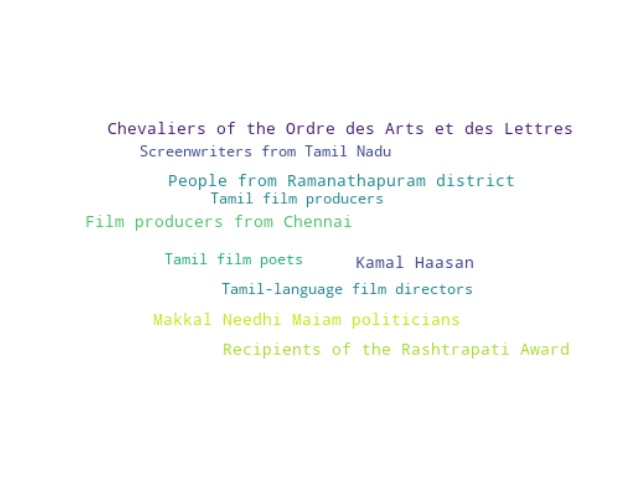 Chevaliers of the Ordre des Arts et des Lettres
Screenwriters from Tamil Nadu
People from Ramanathapuram district
Tamil film producers
Film producers from Chennai
Tamil film poets
Kamal Haasan
Tamil-language film directors
Makkal Needhi Maiam politicians
Recipients of the Rashtrapati Award